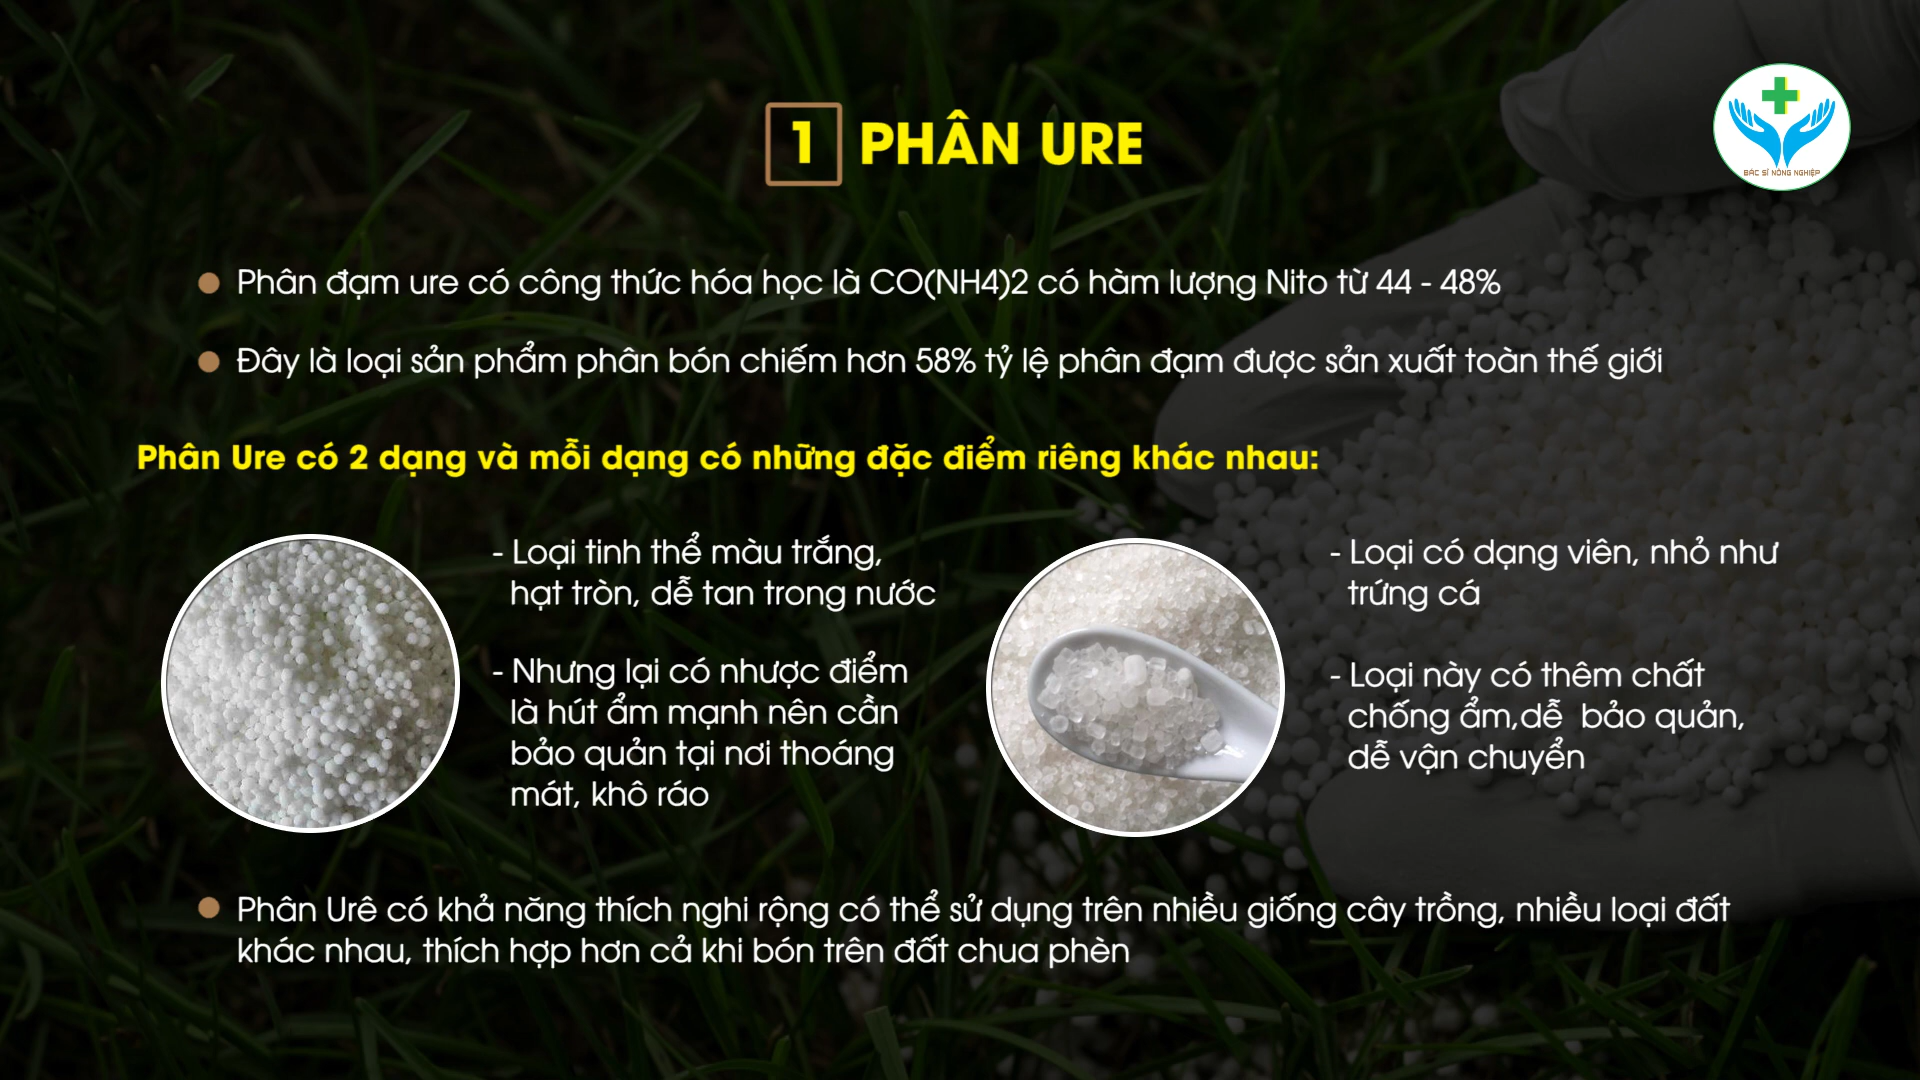 1 PHÂN URE
BÁC SĨ NÔNG NGHIỆP
Phân đạm ure có công thức hóa học là CO(NH4)2 có hàm lượng Nito từ 44 - 48%
Đây là loại sản phẩm phân bón chiếm hơn 58% tỷ lệ phân đạm được sản xuất toàn thế giới
Phân Ure có 2 dạng và mỗi dạng có những đặc điểm riêng khác nhau:
- Loại tinh thể màu trắng,
hạt tròn, dễ tan trong nước
- Nhưng lại có nhược điểm
là hút ẩm mạnh nên cần
bảo quản tại nơi thoáng
mát, khô ráo
- Loại có dạng viên, nhỏ như
trứng cá
- Loại này có thêm chất
chống ẩm,dễ  bảo quản,
dễ vận chuyển
Phân Urê có khả năng thích nghi rộng có thể sử dụng trên nhiều giống cây trồng, nhiều loại đất
khác nhau, thích hợp hơn cả khi bón trên đất chua phèn